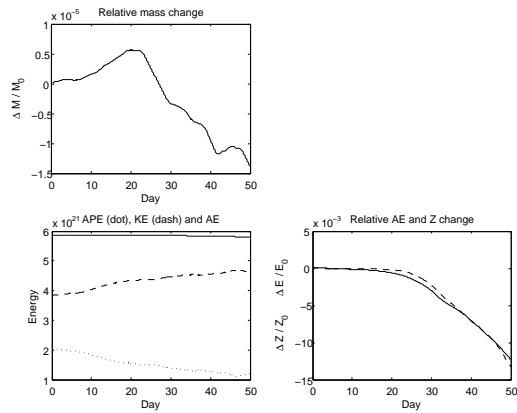 x 10⁻⁵
Relative mass change
1
0.5
0
-0.5
-1
-1.5
Δ M / M₀
0 10 20 30 40 50
Day
x 10²¹ APE (dot), KE (dash) and AE
6
5
4
3
2
1
Energy
0 10 20 30 40 50
Day
x 10⁻³
Relative AE and Z change
5
0
-5
-10
-15
Δ Z / Z₀ Δ E / E₀
0 10 20 30 40 50
Day